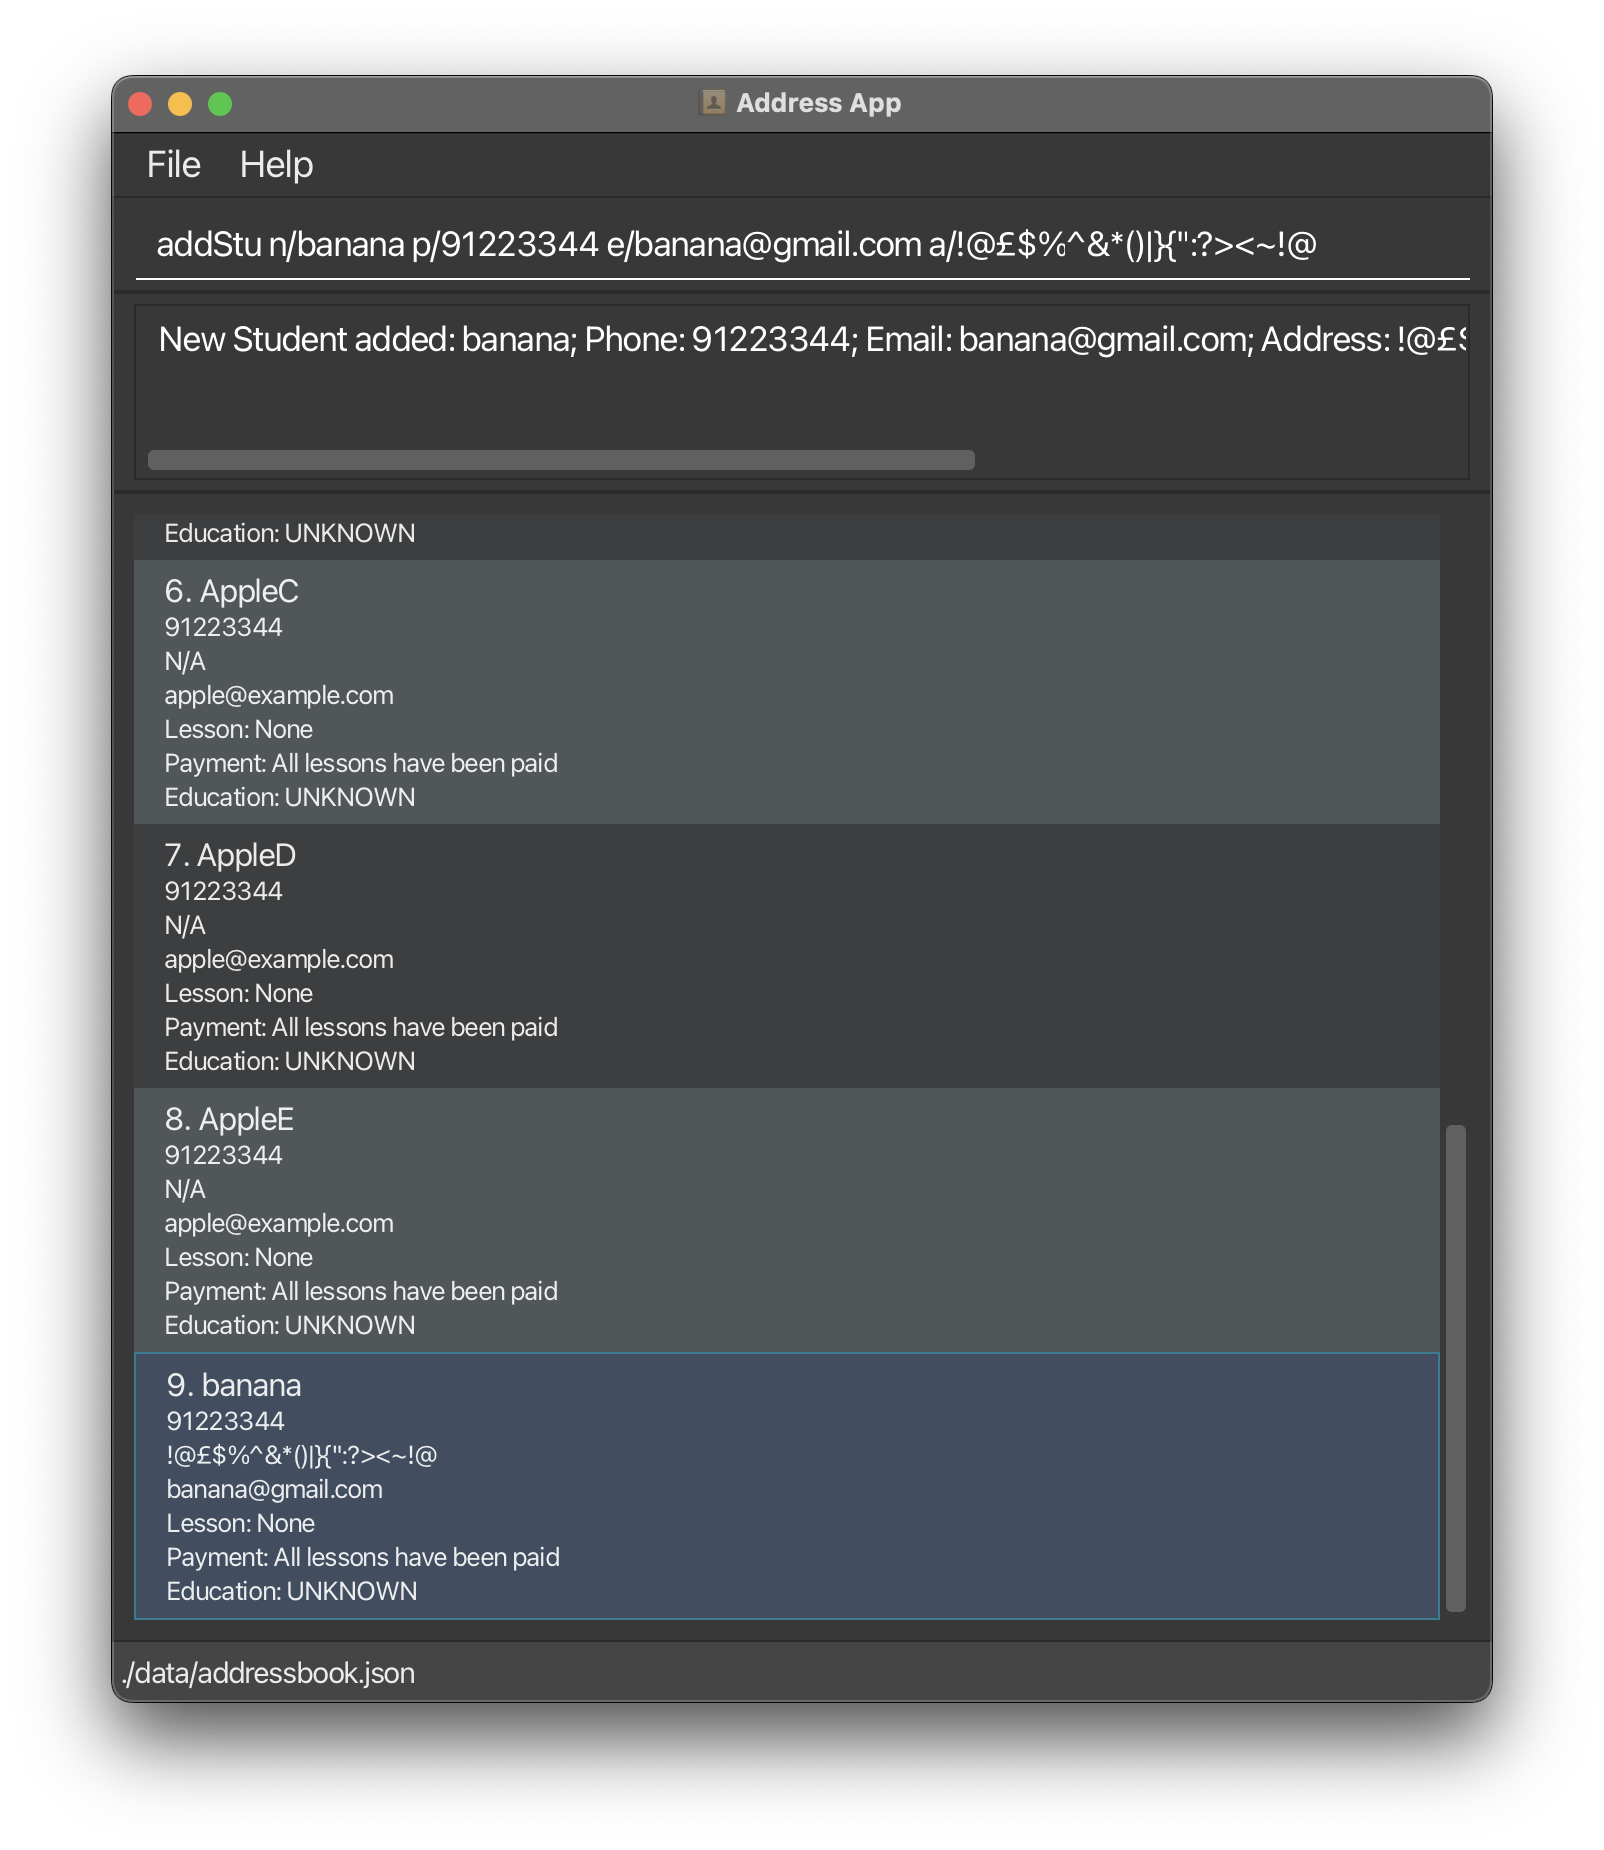 Address App
File Help
addStu n/banana p/91223344 e/banana@gmail.com a/!@£$%^&*()|}{":?><~!@
New Student added: banana; Phone: 91223344; Email: banana@gmail.com; Address: !@£$
Education: UNKNOWN
6. AppleC
91223344
N/A
apple@example.com
Lesson: None
Payment: All lessons have been paid
Education: UNKNOWN
7. AppleD
91223344
N/A
apple@example.com
Lesson: None
Payment: All lessons have been paid
Education: UNKNOWN
8. AppleE
91223344
N/A
apple@example.com
Lesson: None
Payment: All lessons have been paid
Education: UNKNOWN
9. banana
91223344
!@£$%^&*()|}{":?><~!@
banana@gmail.com
Lesson: None
Payment: All lessons have been paid
Education: UNKNOWN
./data/addressbook.json